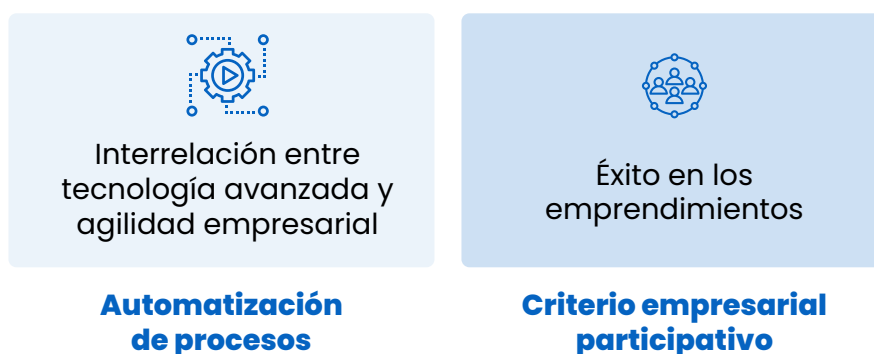 Interrelación entre
tecnología avanzada y
agilidad empresarial
Automatización
de procesos
Éxito en los
emprendimientos
Criterio empresarial
participativo